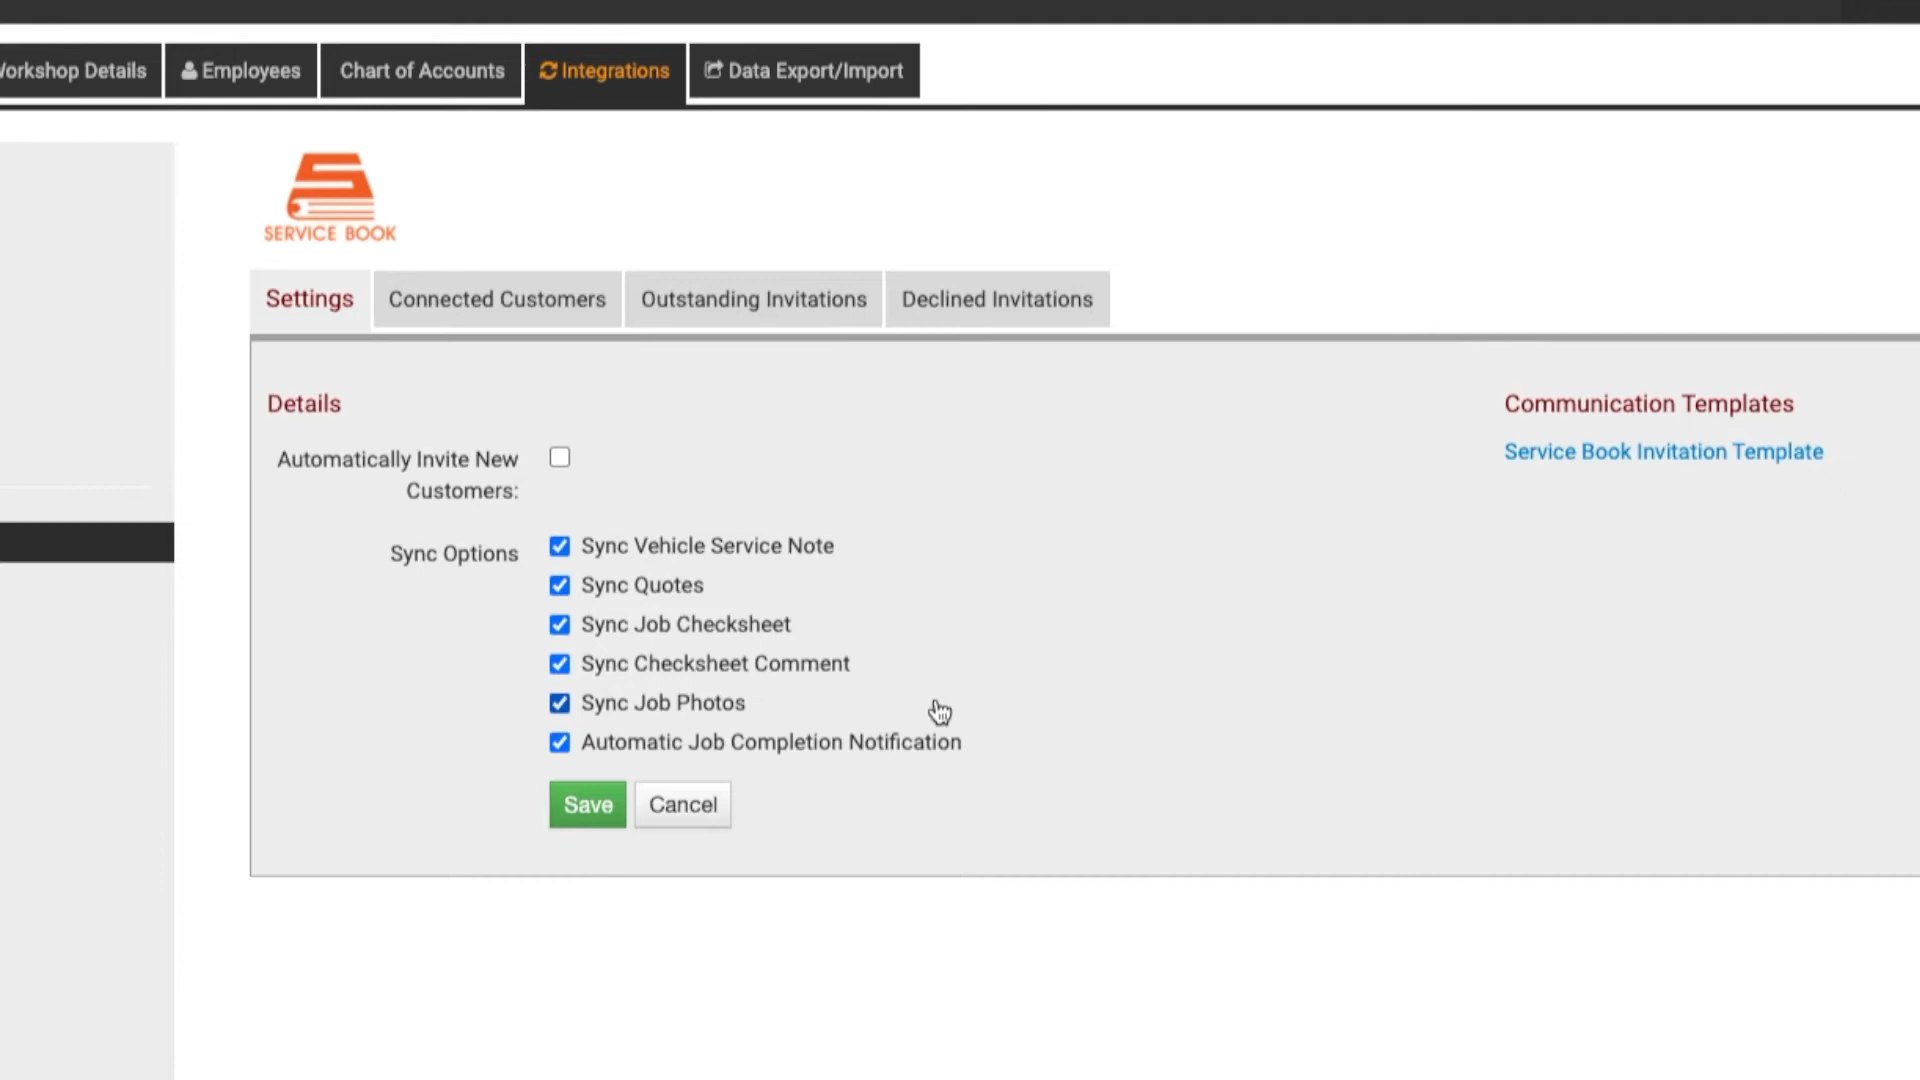 Workshop Details
Employees
Chart of Accounts
Integrations
Data Export/Import
SERVICE BOOK
Settings
Connected Customers
Outstanding Invitations
Declined Invitations
Details
Communication Templates
Automatically Invite New
Customers:
Service Book Invitation Template
Sync Options
Sync Vehicle Service Note
Sync Quotes
Sync Job Checksheet
Sync Checksheet Comment
Sync Job Photos
Automatic Job Completion Notification
Save
Cancel